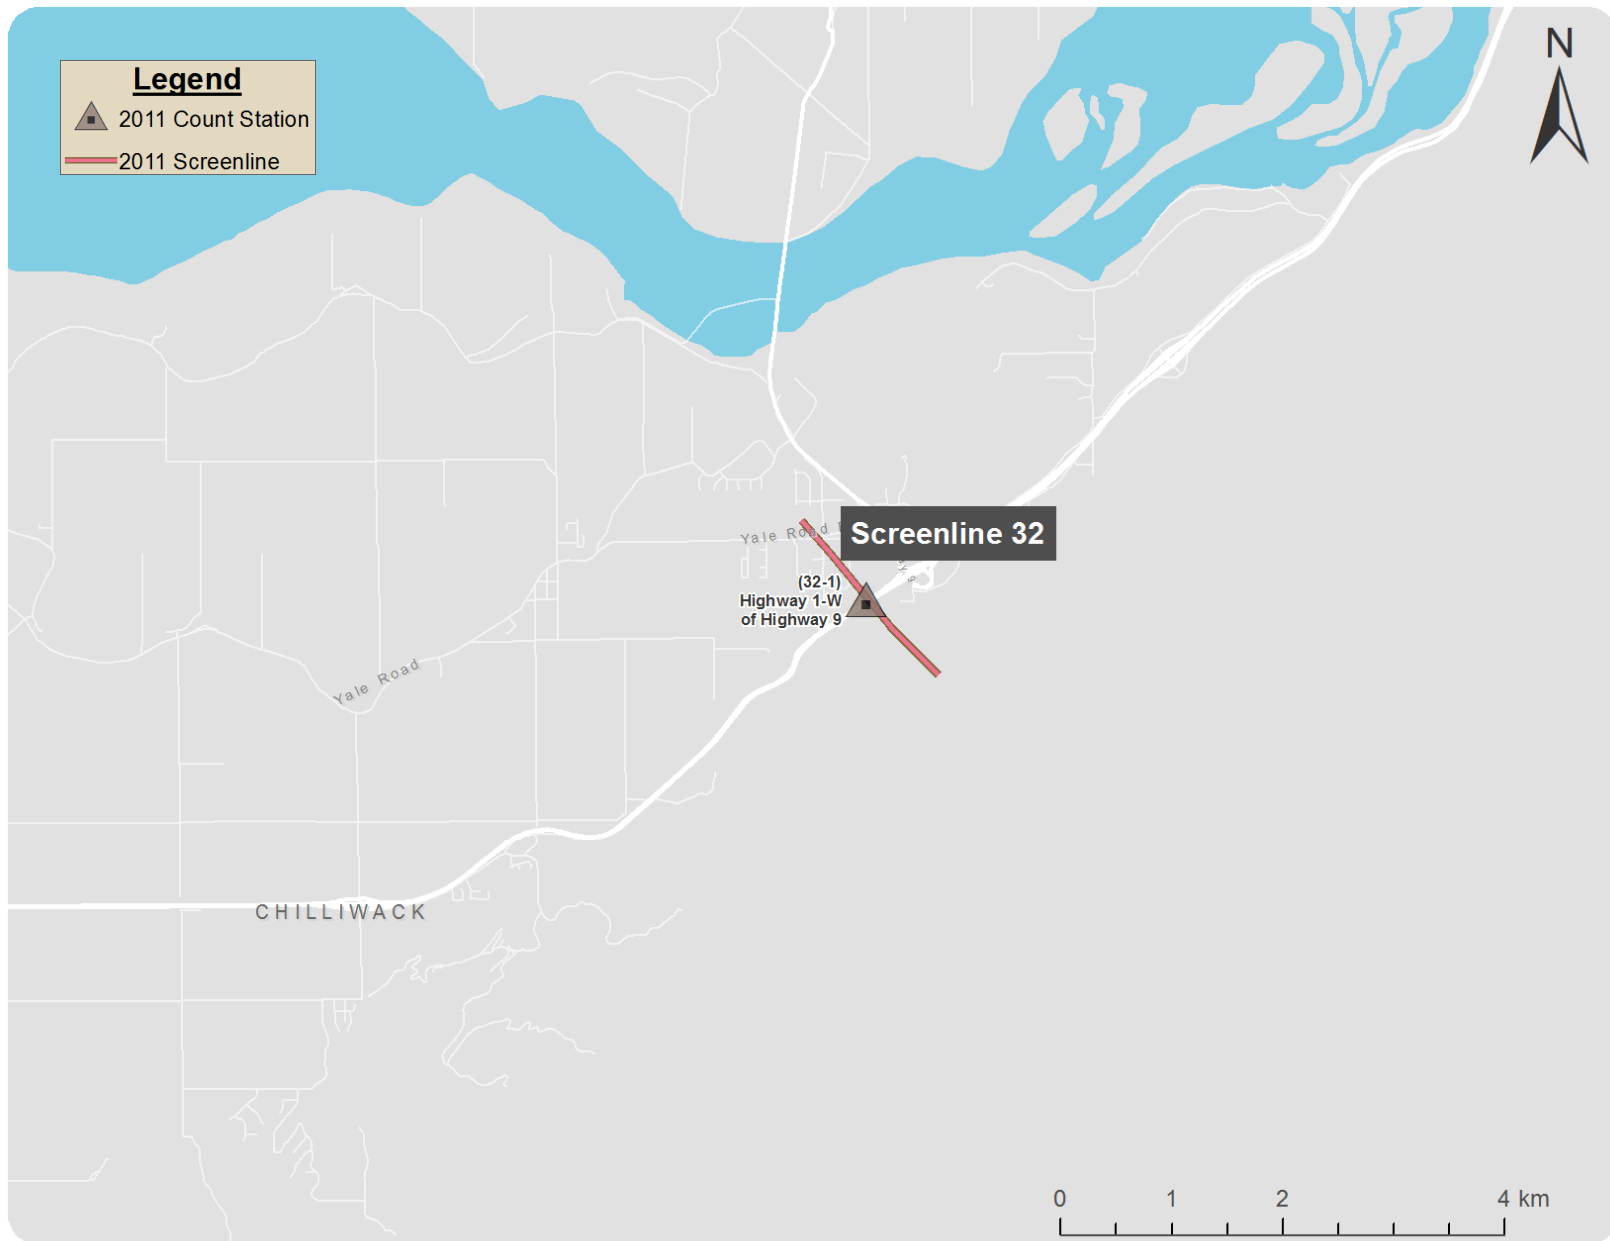 Legend
2011 Count Station
2011 Screenline
N
Yale Road
Screenline 32
(32-1)
Highway 1-W
of Highway 9
Yale Road
CHILLIWACK
0 1 2 4 km